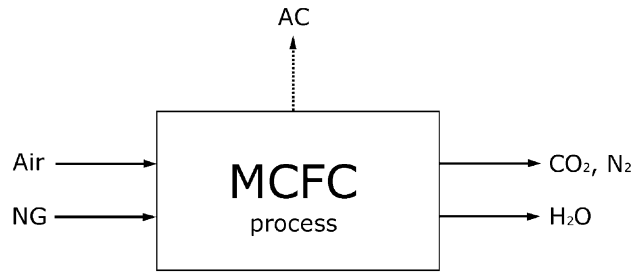 AC
Air
MCFC
process
NG
CO₂, N₂
H₂O